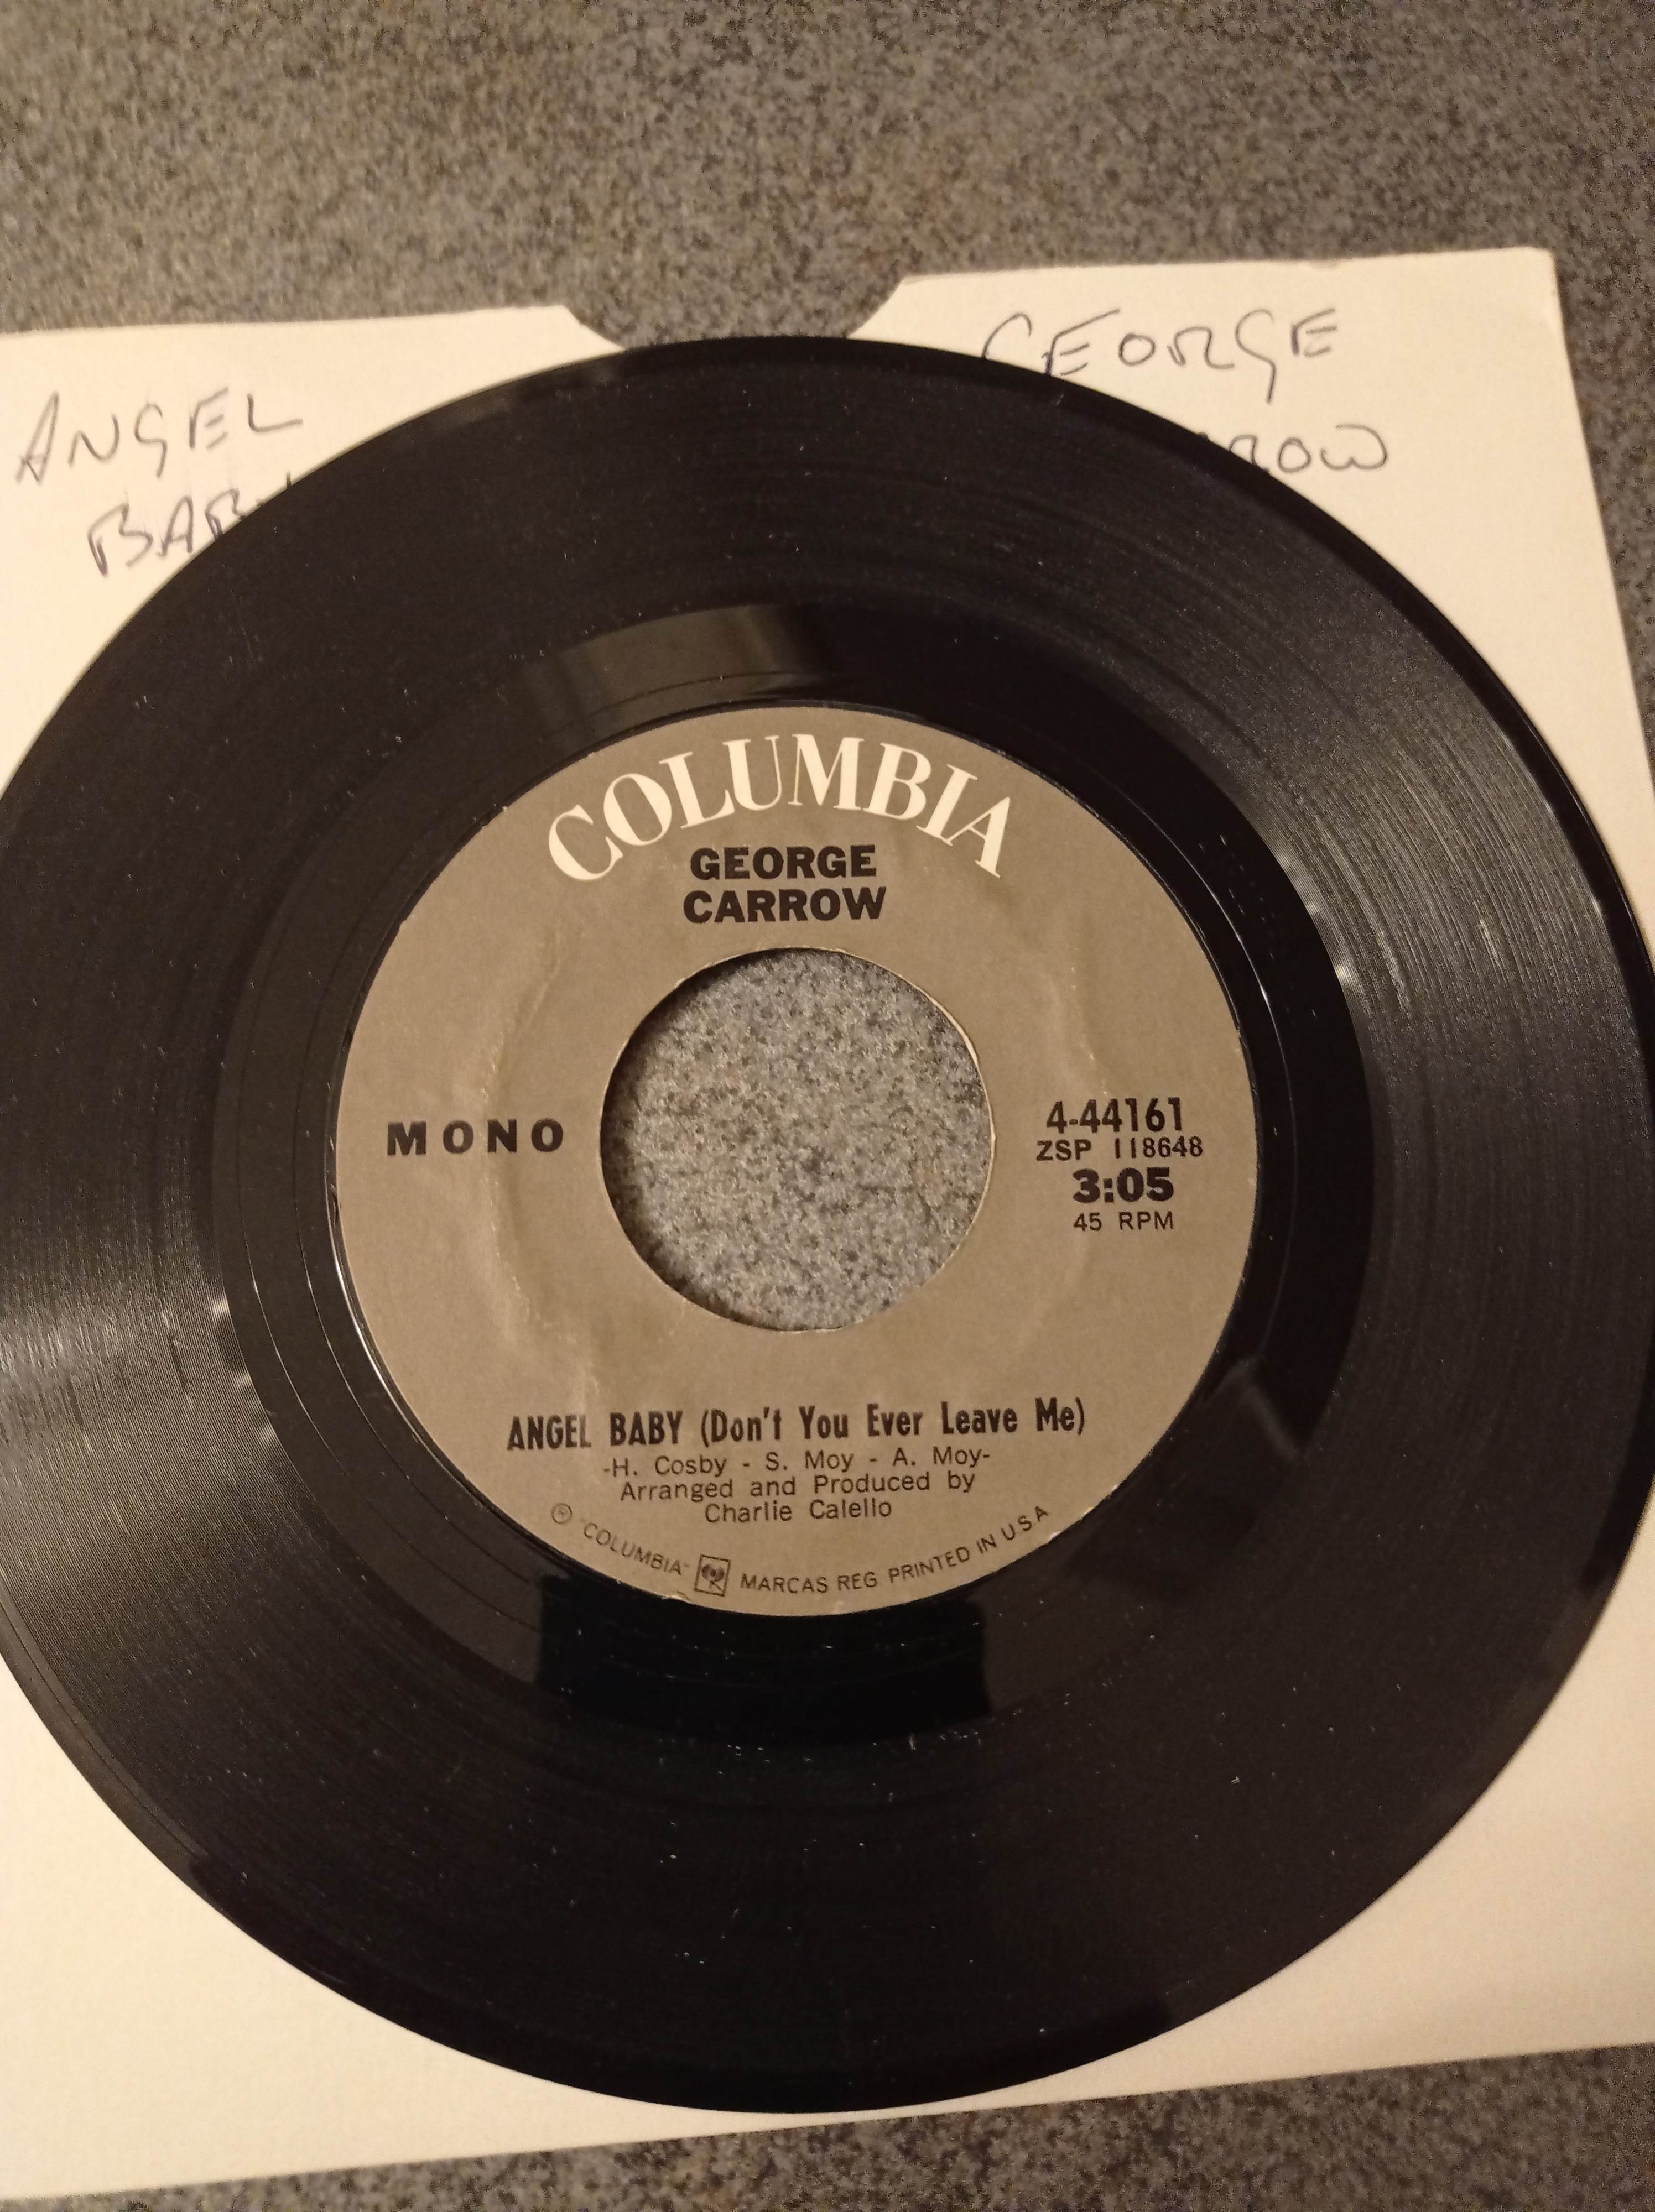 ANGEL
GEORGE
COLUMBIA
GEORGE
CARROW
MONO
4-44161
ZSP 118648
3:05
45 RPM
ANGEL BABY (Don't You Ever Leave Me)
-H. Cosby - S. Moy - A. Moy-
Arranged and Produced by
Charlie Calello
Ⓟ "COLUMBIA" MARCAS REG PRINTED IN U S A